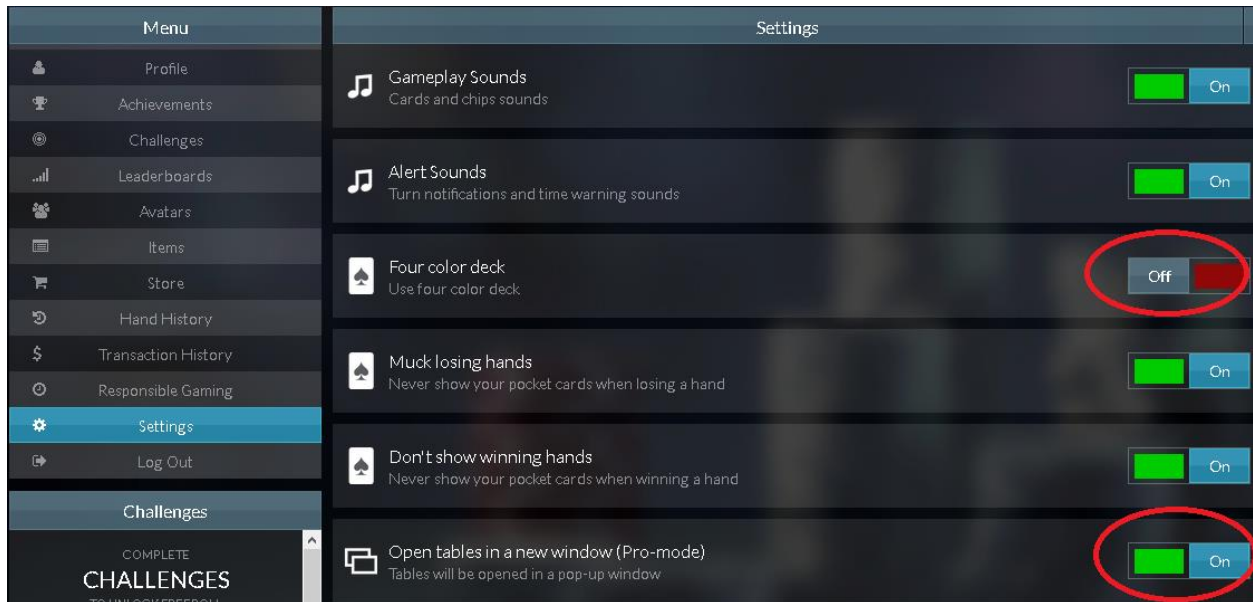 Menu
Profile
Achievements
Challenges
Leaderboards
Avatars
Items
Store
Hand History
$ Transaction History
Responsible Gaming
Settings
Log Out
Challenges
COMPLETE
CHALLENGES
Settings
Gameplay Sounds
Cards and chips sounds
On
Alert Sounds
Turn notifications and time warning sounds
On
Four color deck
Use four color deck
Off
Muck losing hands
Never show your pocket cards when losing a hand
On
Don't show winning hands
Never show your pocket cards when winning a hand
On
Open tables in a new window (Pro-mode)
Tables will be opened in a pop-up window
On